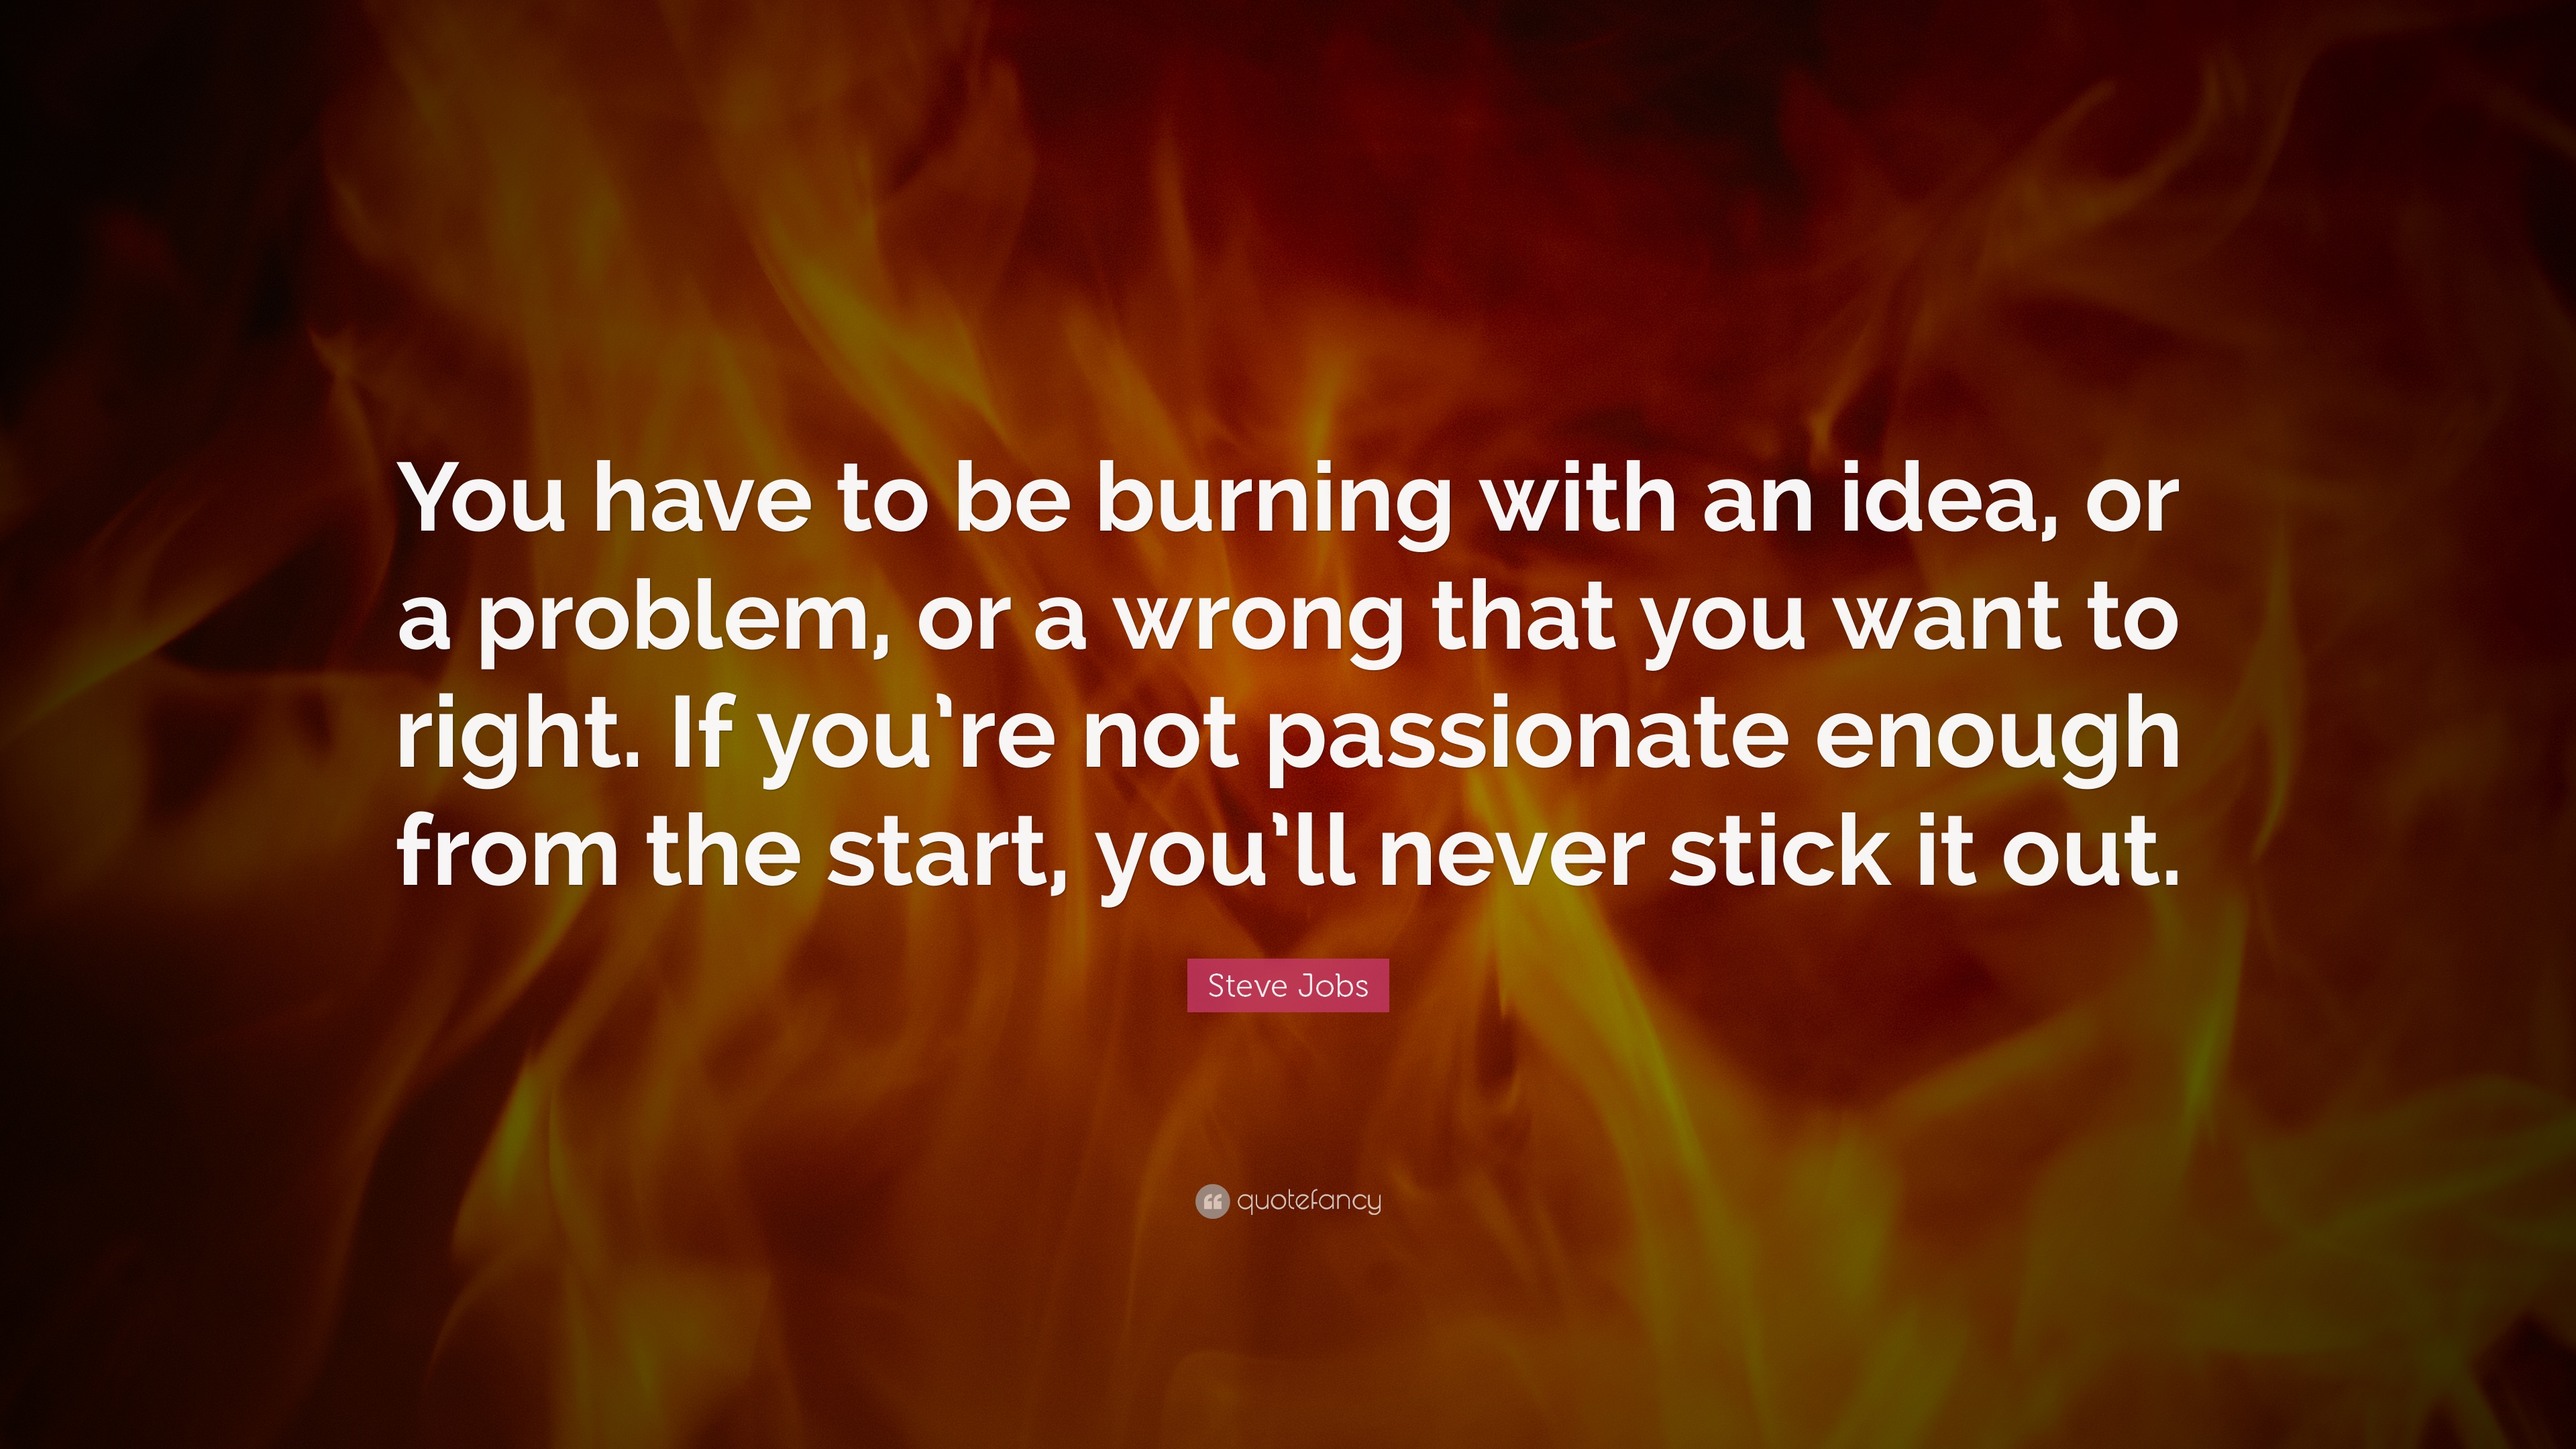 You have to be burning with an idea, or
a problem, or a wrong that you want to
right. If you’re not passionate enough
from the start, you’ll never stick it out.
Steve Jobs
quotefancy